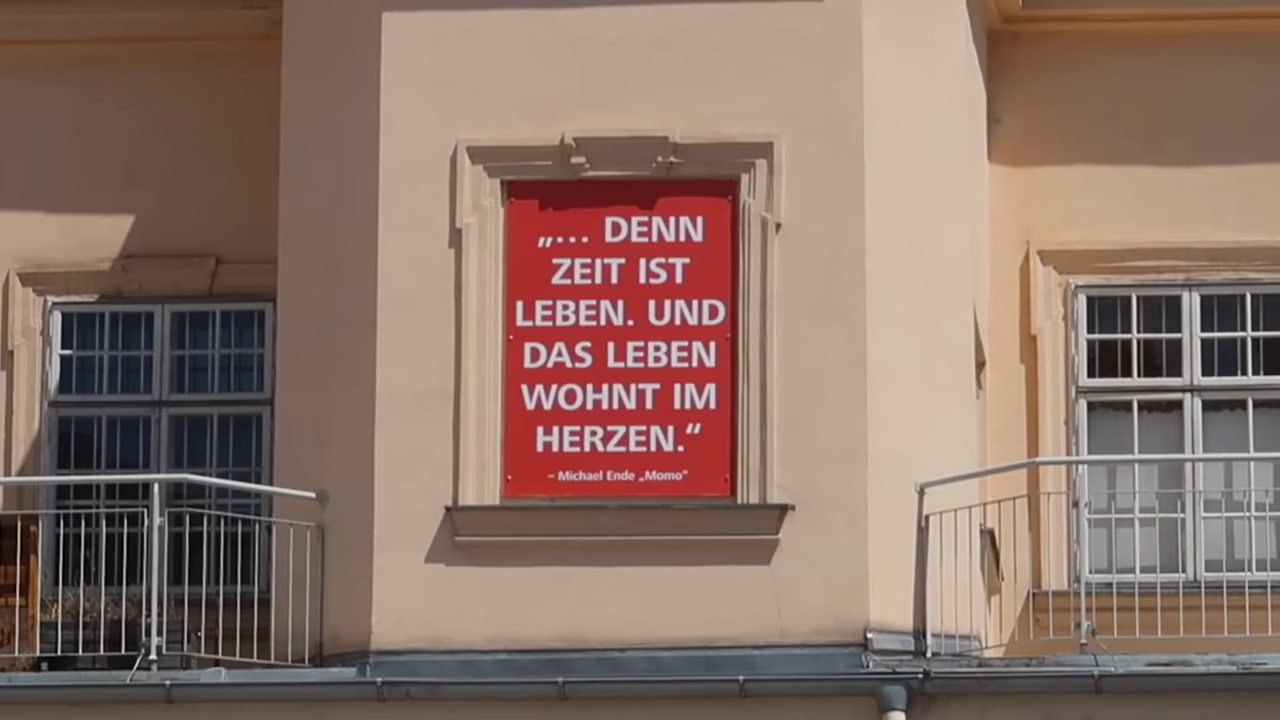 „... DENN
ZEIT IST
LEBEN. UND
DAS LEBEN
WOHNT IM
HERZEN.“
– Michael Ende „Momo“